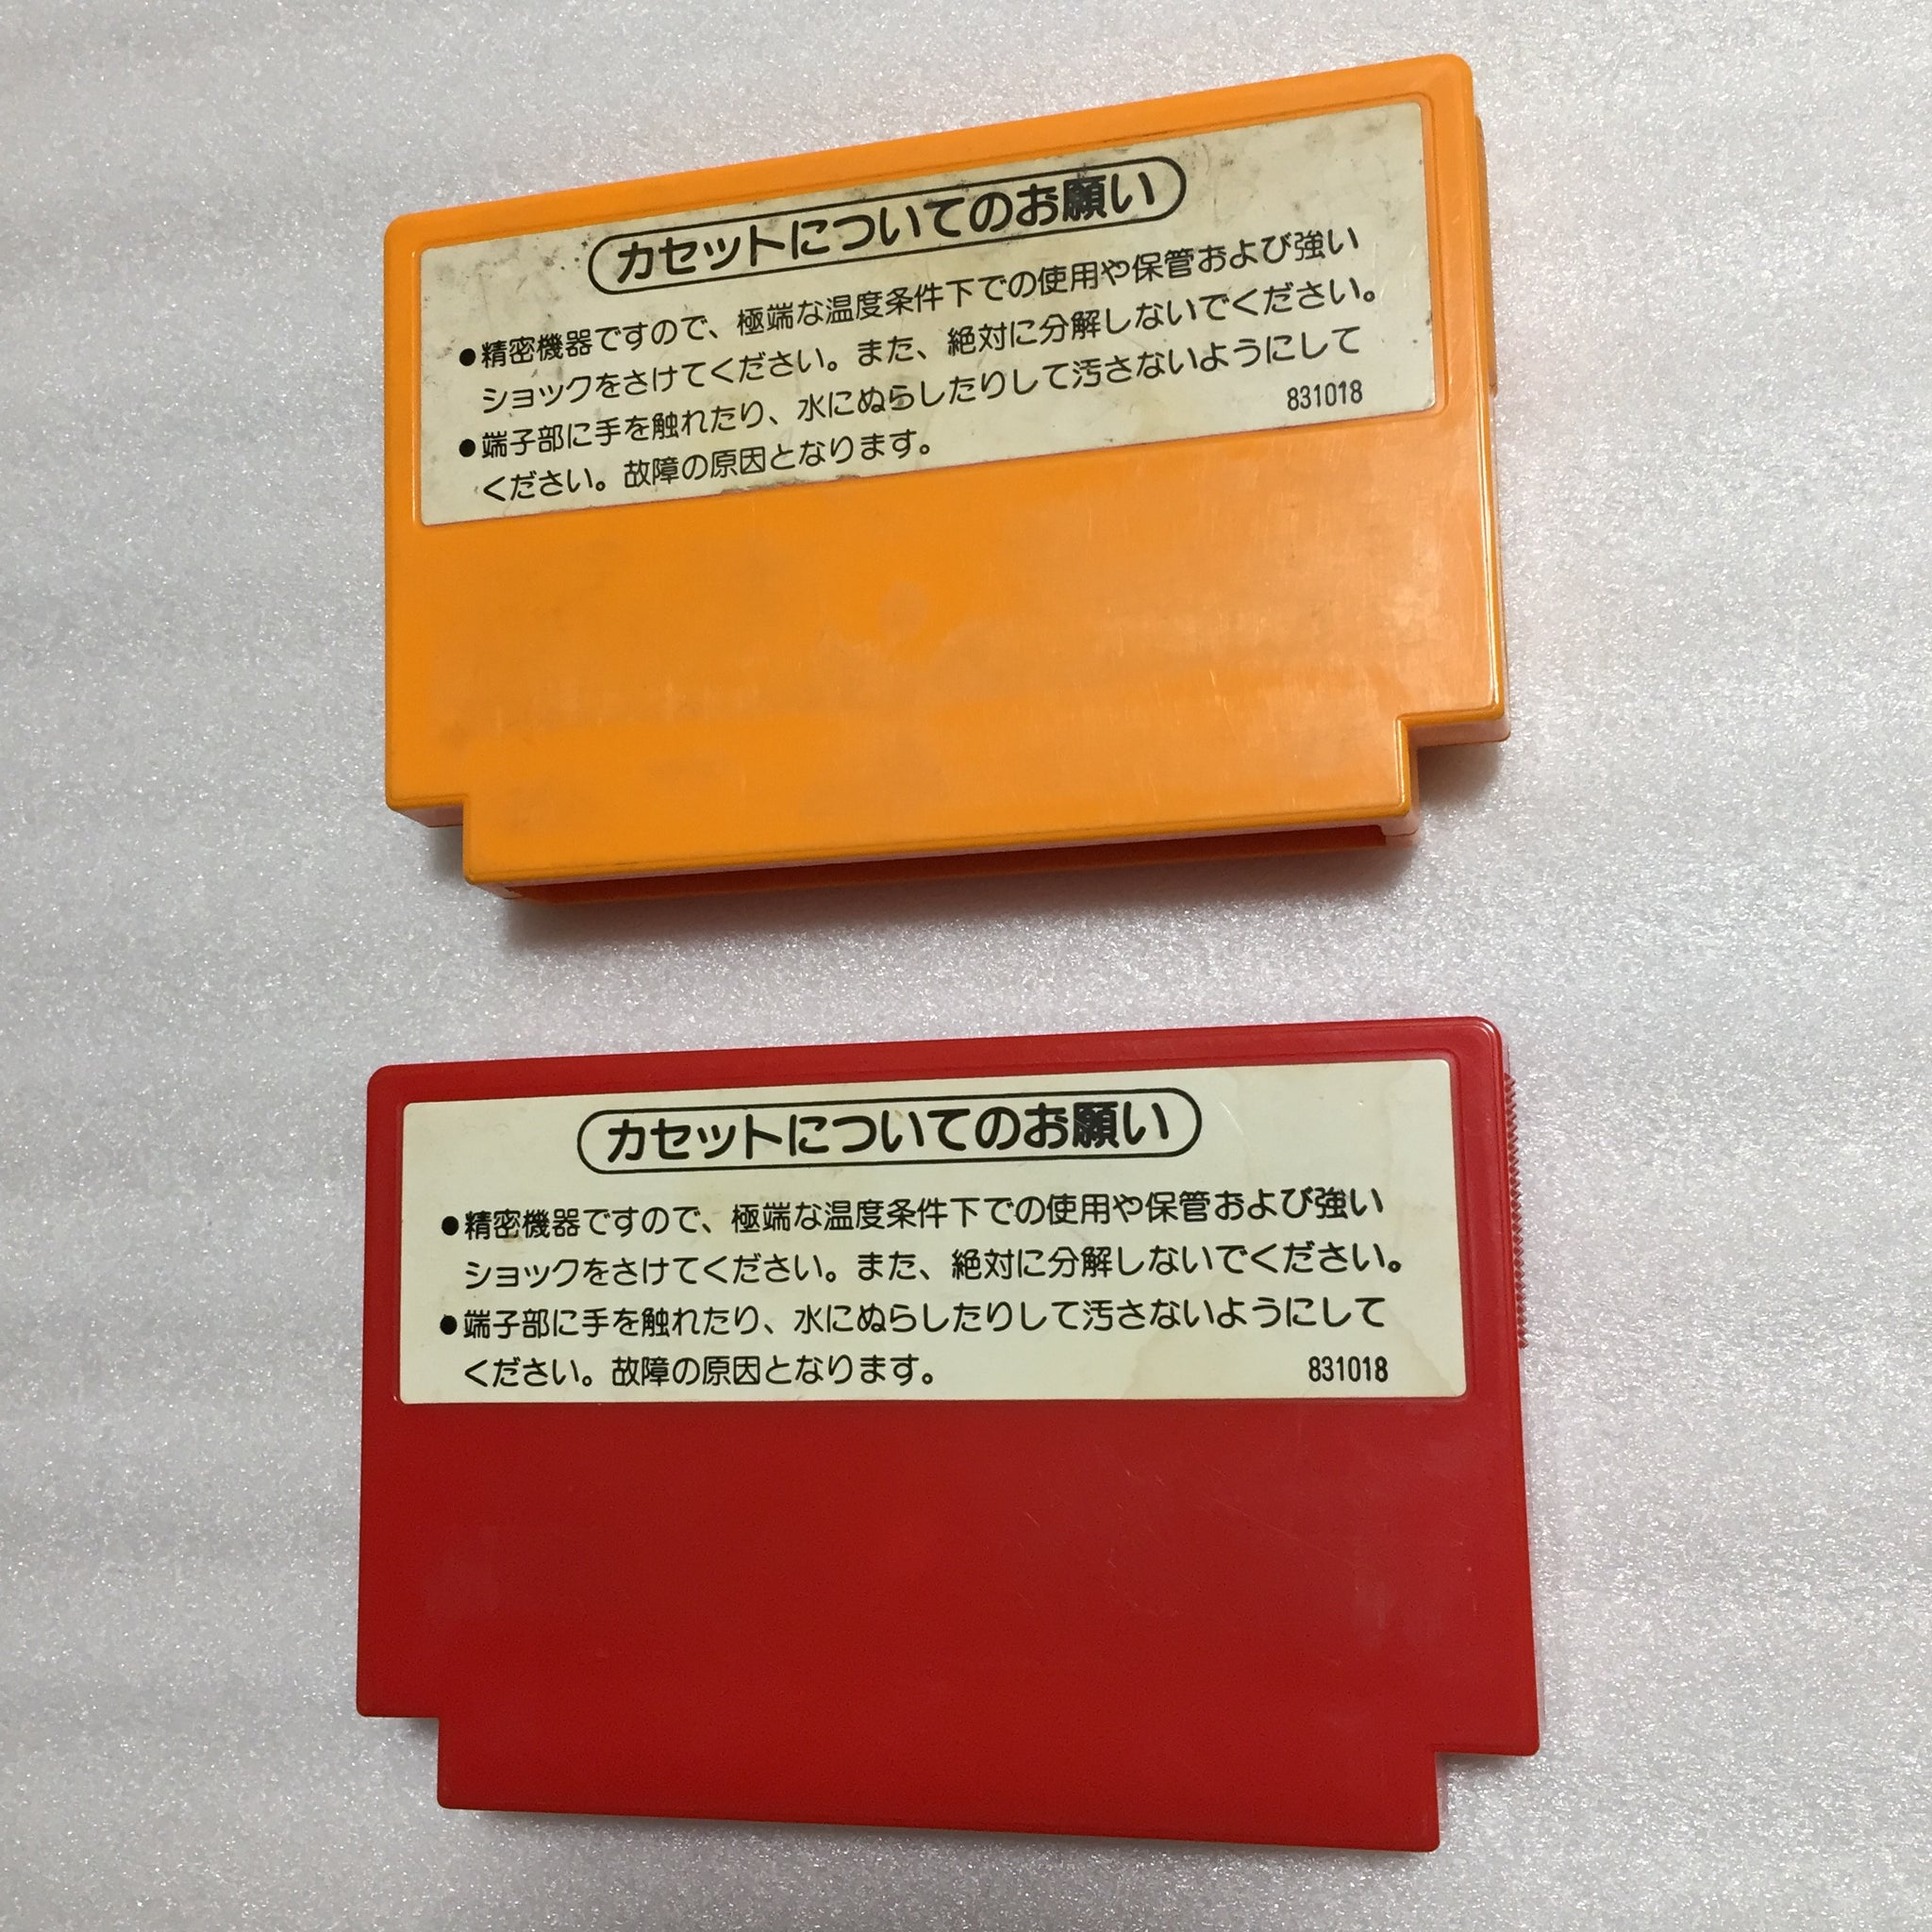 カセットについてのお願い
●精密機器ですので、極端な温度条件下での使用や保管および強い
ショックをさけてください。また、絶対に分解しないでください。
●端子部に手を触れたり、水にぬらしたりして汚さないようにして
ください。故障の原因となります。
831018
カセットについてのお願い
●精密機器ですので、極端な温度条件下での使用や保管および強い
ショックをさけてください。また、絶対に分解しないでください。
●端子部に手を触れたり、水にぬらしたりして汚さないようにして
ください。故障の原因となります。 831018